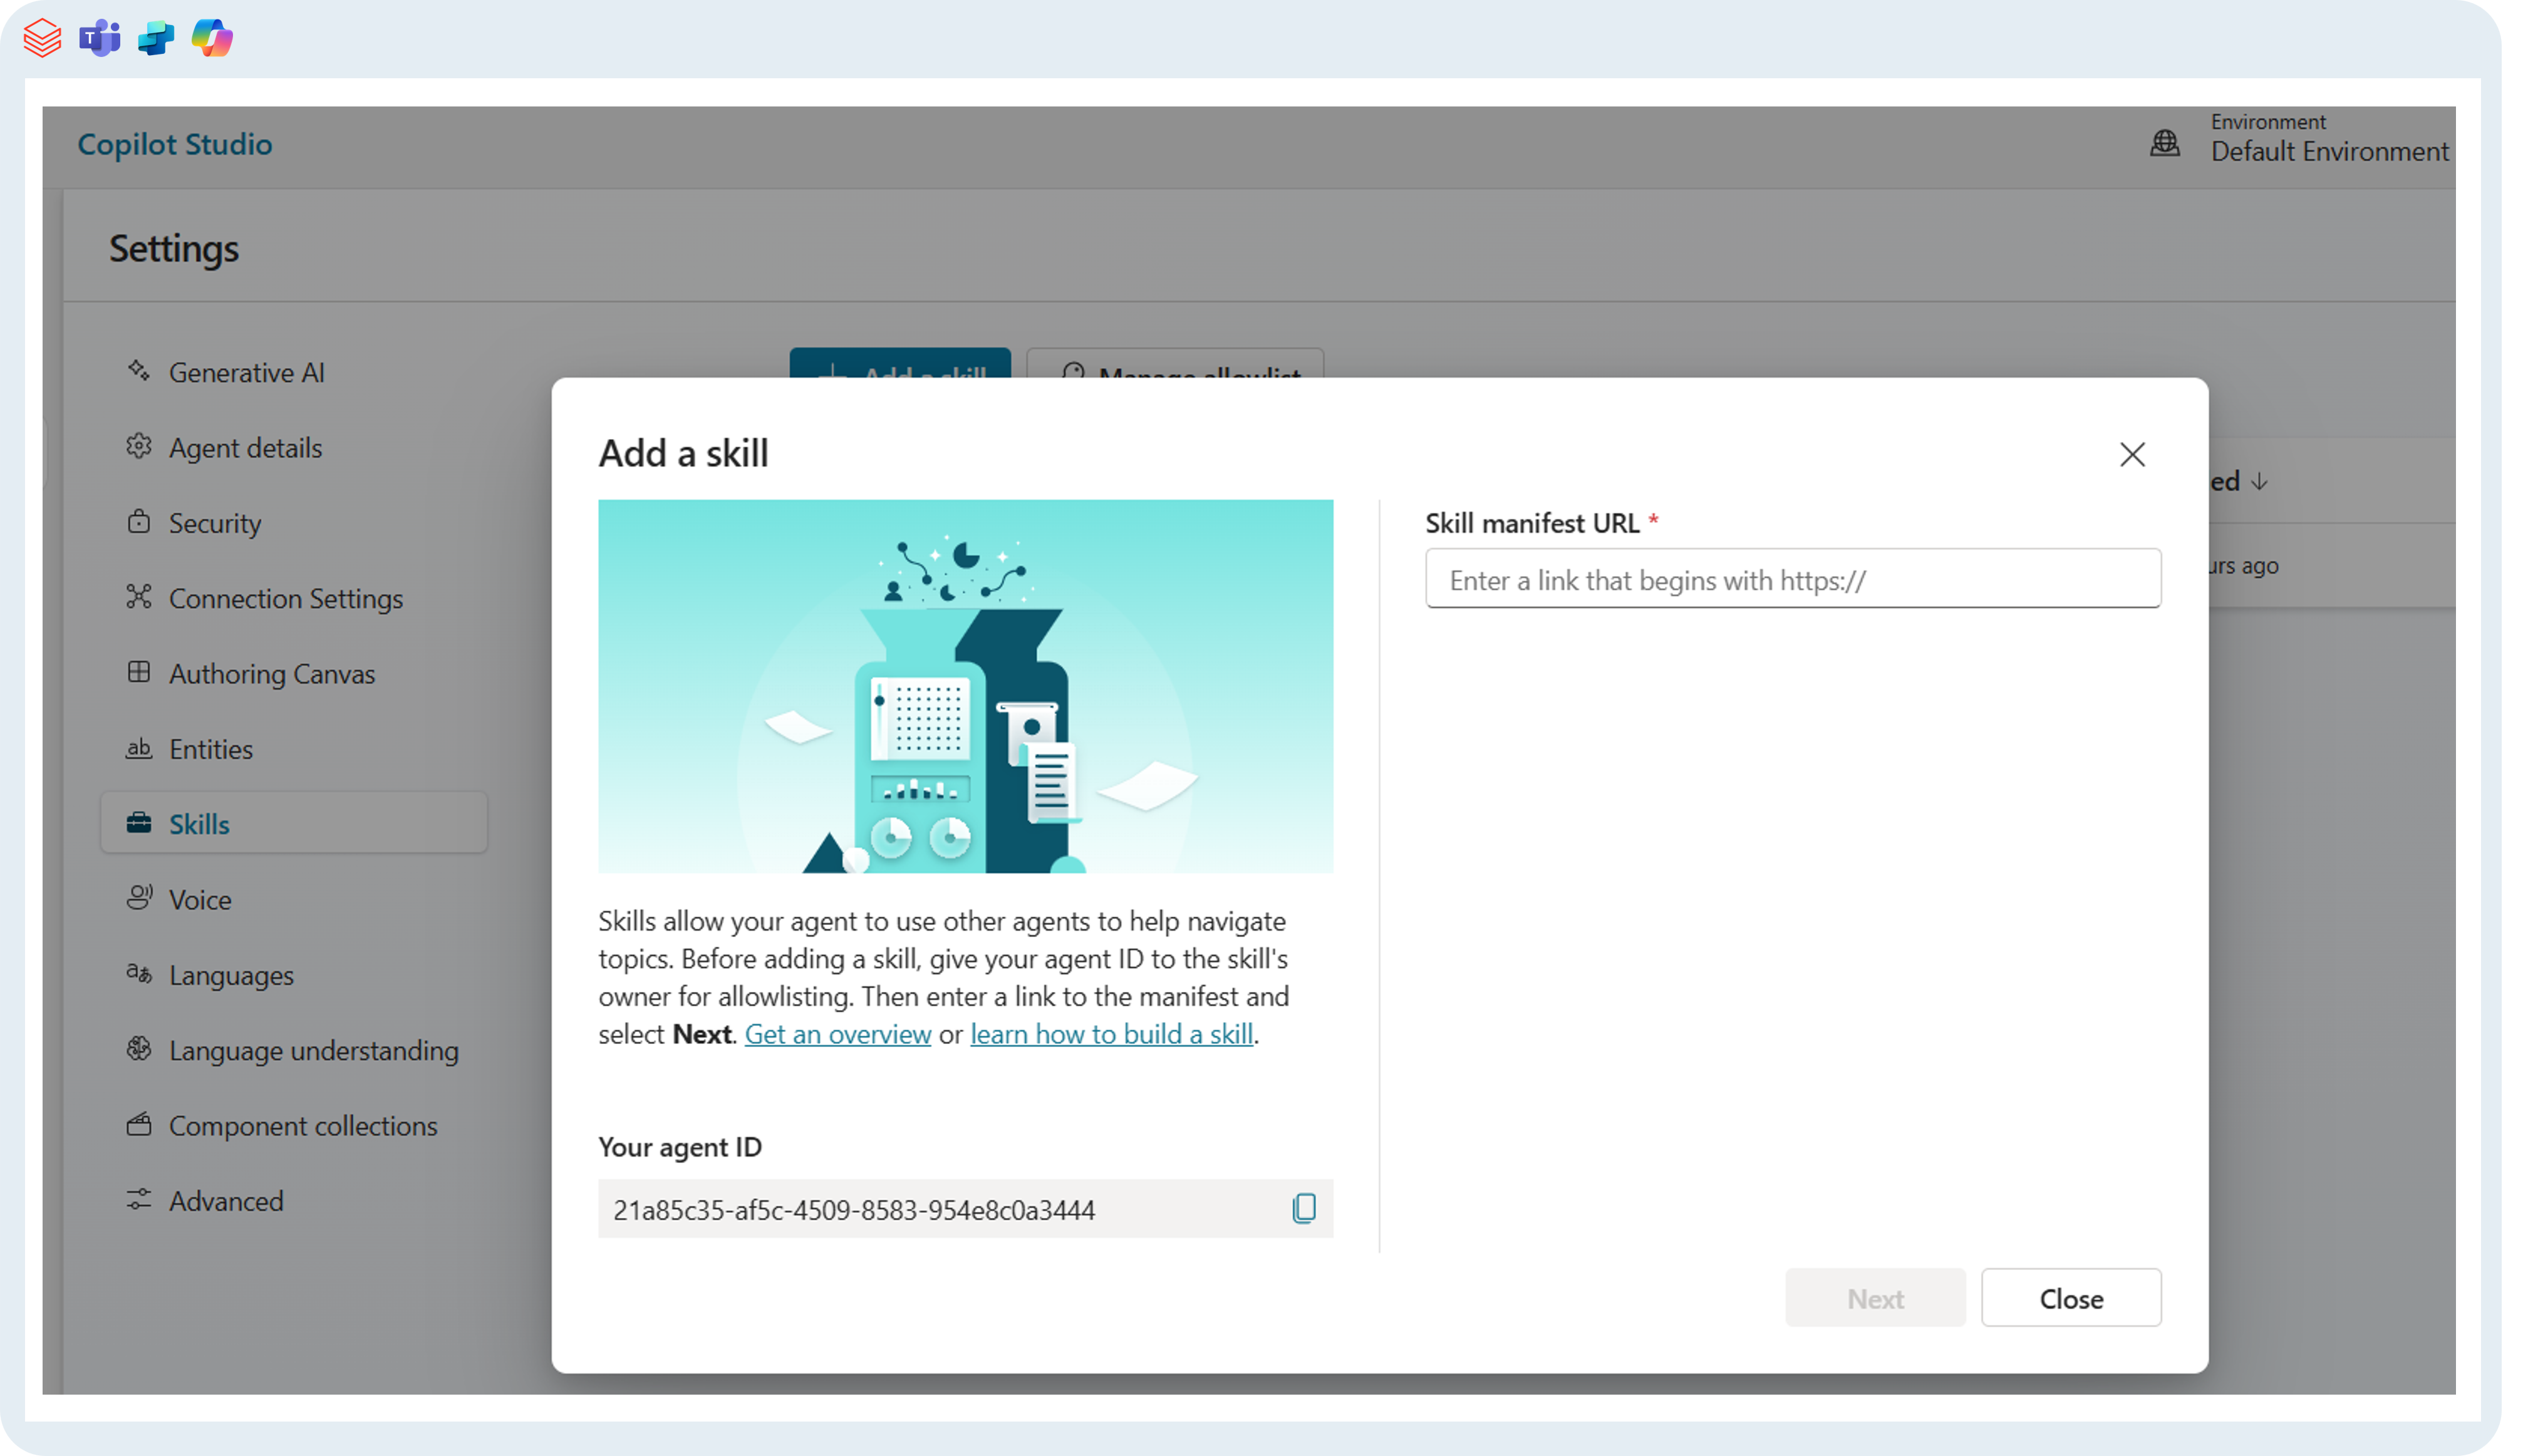 Copilot Studio
Environment
Default Environment
Settings
Generative AI
Agent details
Security
Connection Settings
Authoring Canvas
Entities
Skills
Voice
Languages
Language understanding
Component collections
Advanced
Add a skill
Manage allowlist
Add a skill
Skills allow your agent to use other agents to help navigate
topics. Before adding a skill, give your agent ID to the skill's
owner for allowlisting. Then enter a link to the manifest and
select Next. Get an overview or learn how to build a skill.
Your agent ID
21a85c35-af5c-4509-8583-954e8c0a3444
Skill manifest URL *
Enter a link that begins with https://
Next
Close
ed
urs ago